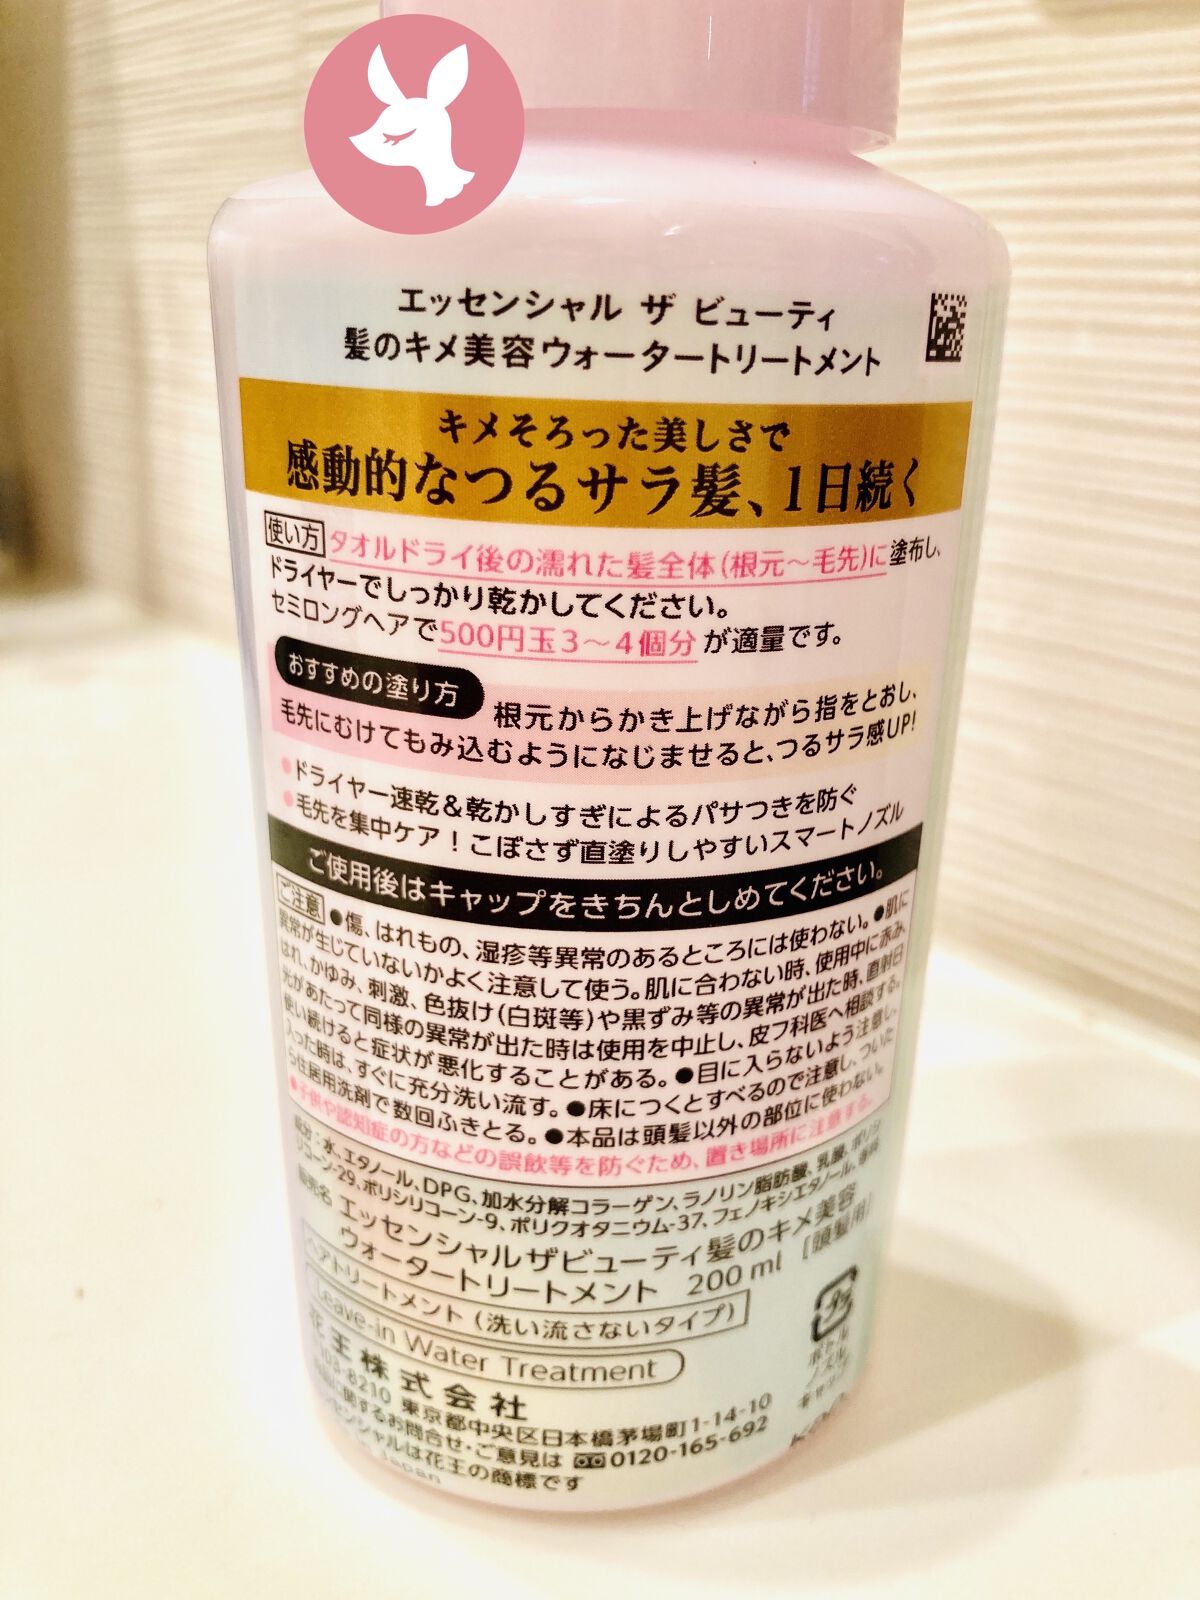 エッセンシャル ザ ビューティ
髪のキメ美容ウォータートリートメント
キメそろった美しさで
感動的なつるサラ髪、1日続く
使い方 タオルドライ後の濡れた髪全体(根元～毛先)に塗布し、
ドライヤーでしっかり乾かしてください。
セミロングヘアで500円玉3～4個分が適量です。
おすすめの塗り方 根元からかき上げながら指をとおし、
毛先にむけてもみ込むようになじませると、つるサラ感UP!
●ドライヤー速乾&乾かしすぎによるパサつきを防ぐ
●毛先を集中ケア!こぼさず直塗りしやすいスマートノズル
ご使用後はキャップをきちんとしめてください。
ご注意 ●傷、はれもの、湿疹等異常のあるところには使わない。●肌に
異常が生じていないかよく注意して使う。肌に合わない時、使用中に赤み、
はれ、かゆみ、刺激、色抜け(白斑等)や黒ずみ等の異常が出た時、直射日
光があたって同様の異常が出た時は使用を中止し、皮フ科医へ相談する。
使い続けると症状が悪化することがある。●目に入らないよう注意し、
入った時は、すぐに充分洗い流す。●床につくとすべるので注意し、ついた
ら住居用洗剤で数回ふきとる。●本品は頭髪以外の部位に使わない。
●子供や認知症の方などの誤飲等を防ぐため、置き場所に注意する。
成分:水、エタノール、DPG、加水分解コラーゲン、ラノリン脂肪酸、乳酸、ポリシ
リコーン-29、ポリシリコーン-9、ポリクオタニウム-37、フェノキシエタノール、香料
販売名 エッセンシャル ザビューティ髪のキメ美容
ウォータートリートメント 200ml [頭髪用]
ヘアトリートメント(洗い流さないタイプ)
Leave-in Water Treatment
花王株式会社
103-8210 東京都中央区日本橋茅場町1-14-10
に関するお問合せ・ご意見は 0120-165-692
エッセンシャルは花王の商標です
Japan
ボトル
ノズル
キャップ